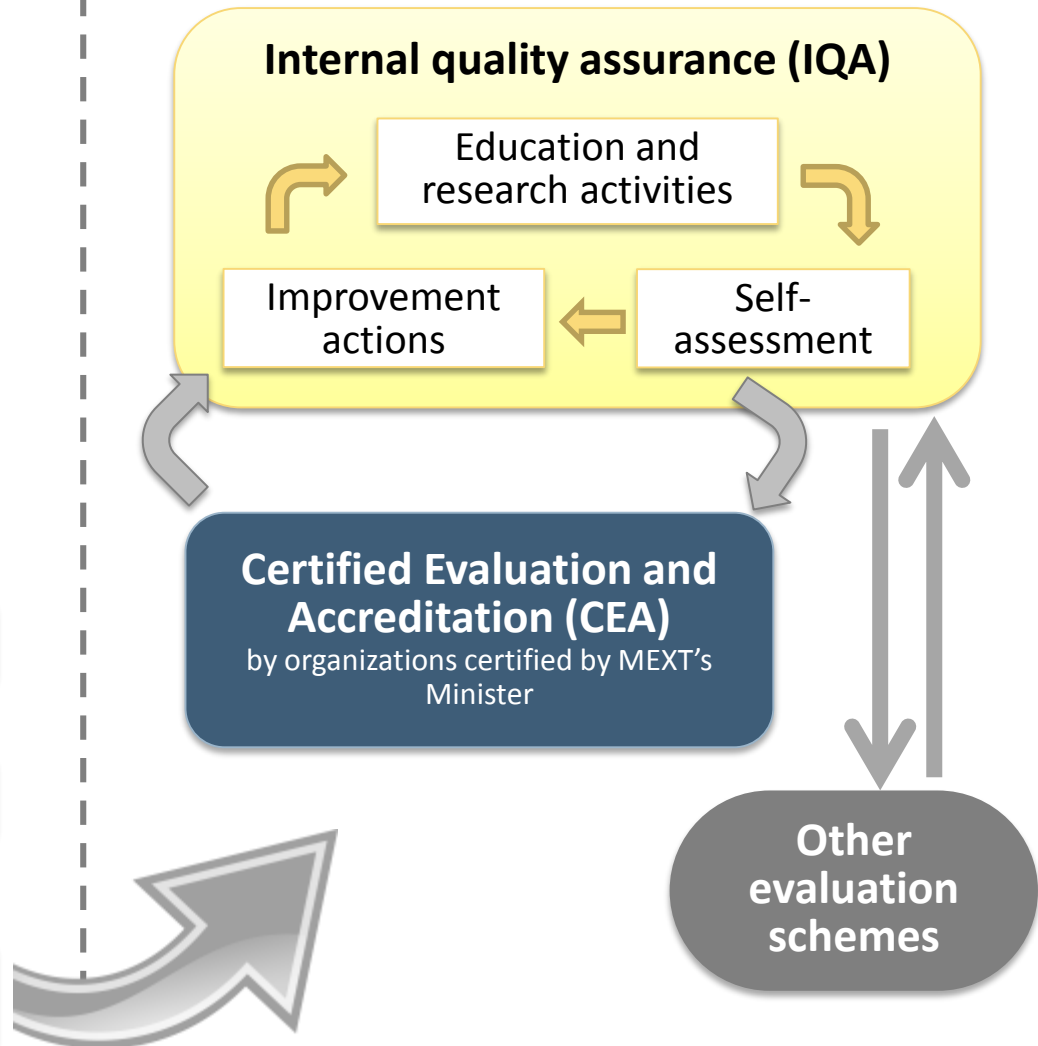 Internal quality assurance (IQA)
Education and
research activities
Improvement
actions
Self-
assessment
Certified Evaluation and
Accreditation (CEA)
by organizations certified by MEXT’s
Minister
Other
evaluation
schemes